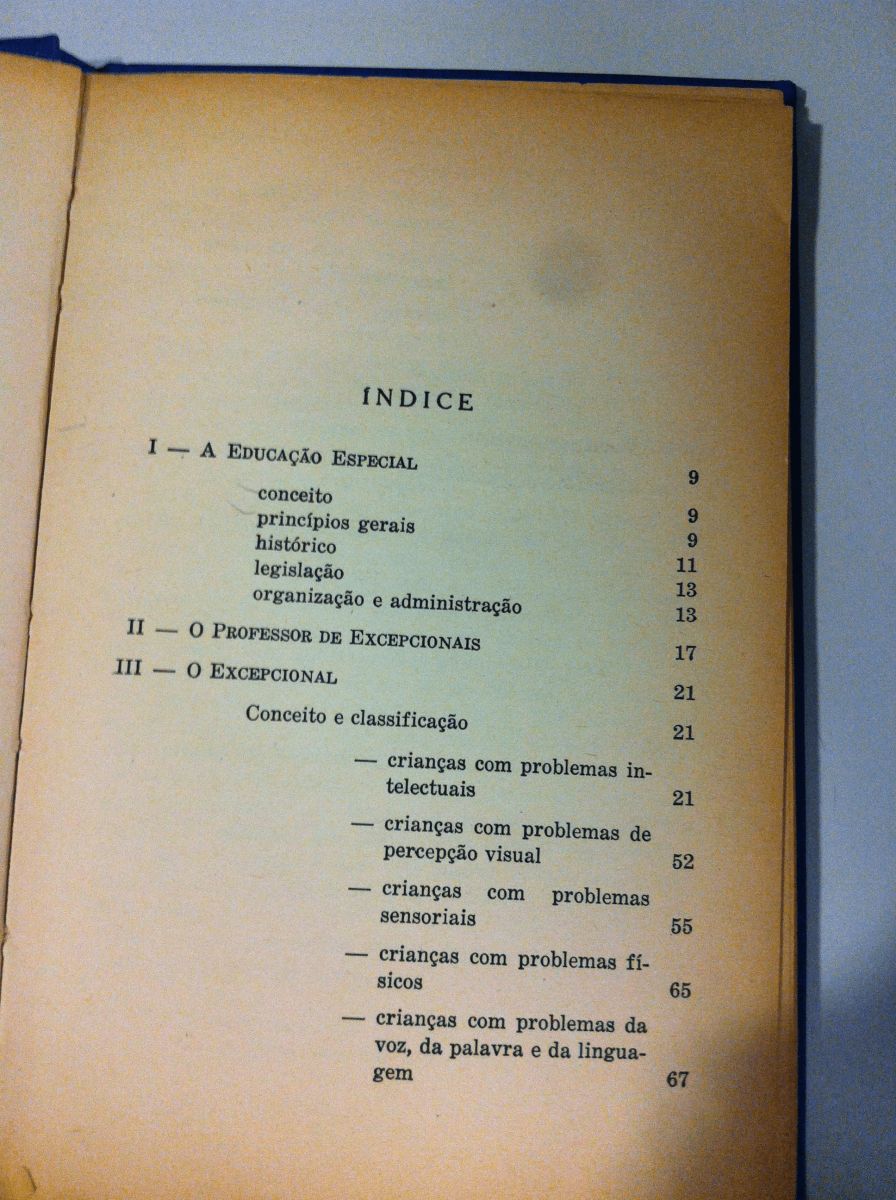 ÍNDICE
I — A EDUCAÇÃO ESPECIAL 9
conceito 9
princípios gerais 9
histórico 11
legislação 13
organização e administração 13
II — O PROFESSOR DE EXCEPCIONAIS 17
III — O EXCEPCIONAL 21
Conceito e classificação 21
— crianças com problemas in-
telectuais 21
— crianças com problemas de
percepção visual 52
— crianças com problemas
sensoriais 55
— crianças com problemas fí-
sicos 65
— crianças com problemas da
voz, da palavra e da lingua-
gem 67